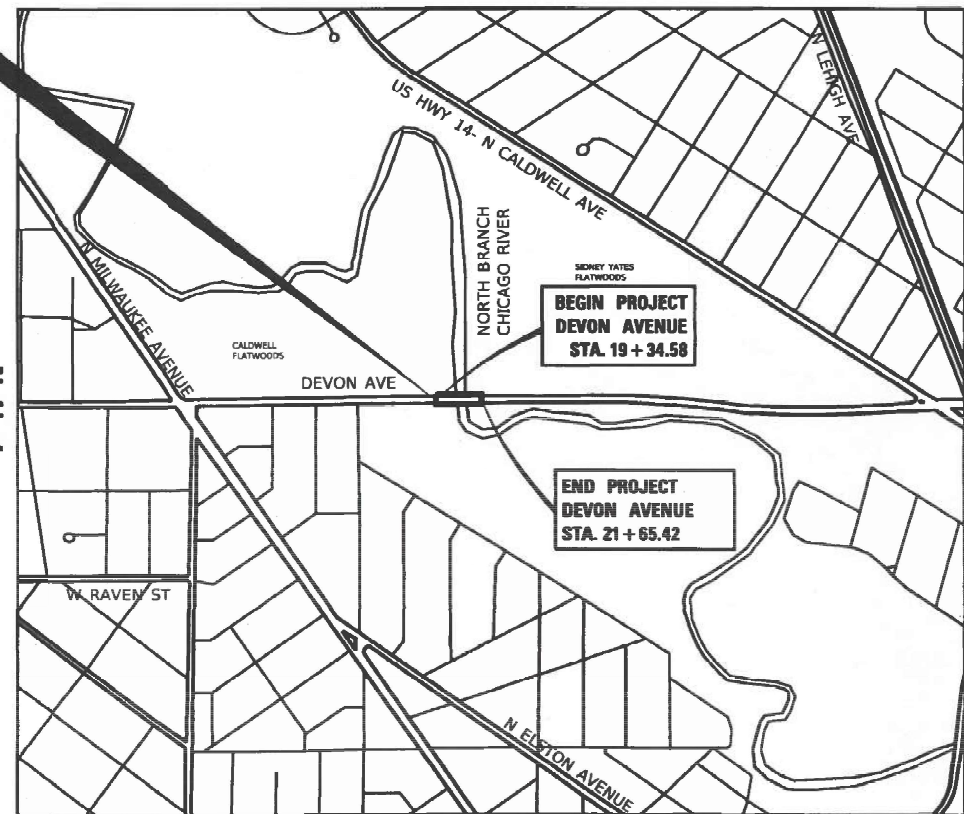 US HWY 14- N CALDWELL AVE
N LEHIGH AVE
N MILWAUKEE AVENUE
NORTH BRANCH
CHICAGO RIVER
SIDNEY YATES
FLATWOODS
BEGIN PROJECT
DEVON AVENUE
STA. 19 + 34.58
CALDWELL
FLATWOODS
DEVON AVE
END PROJECT
DEVON AVENUE
STA. 21 + 65.42
W RAVEN ST
N ELSTON AVENUE